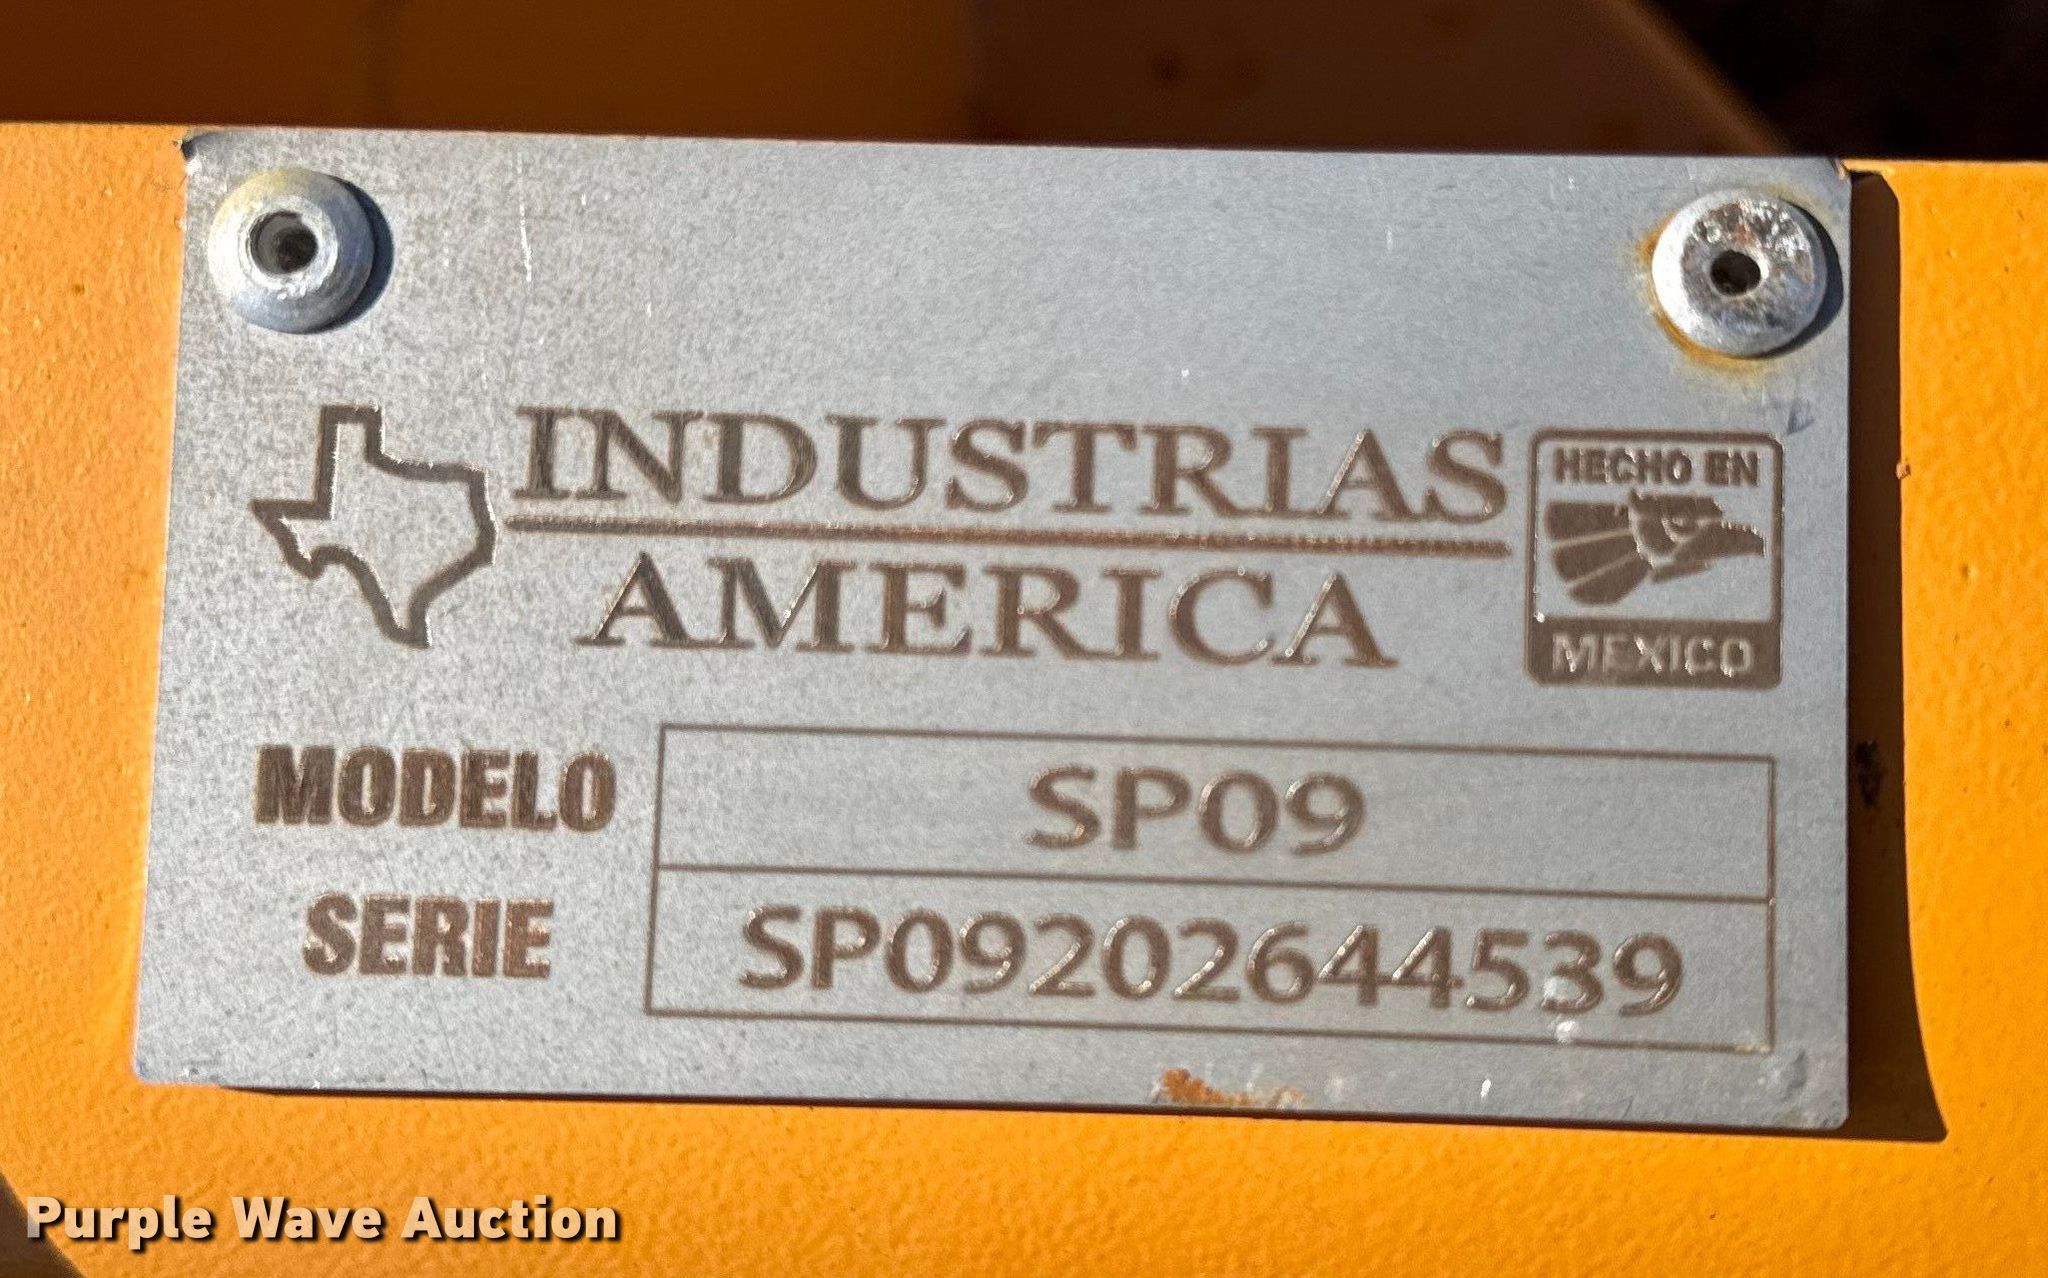 INDUSTRIAS
AMERICA
HECHO EN
MEXICO
MODELO SP09
SERIE SP09202644539
Purple Wave Auction